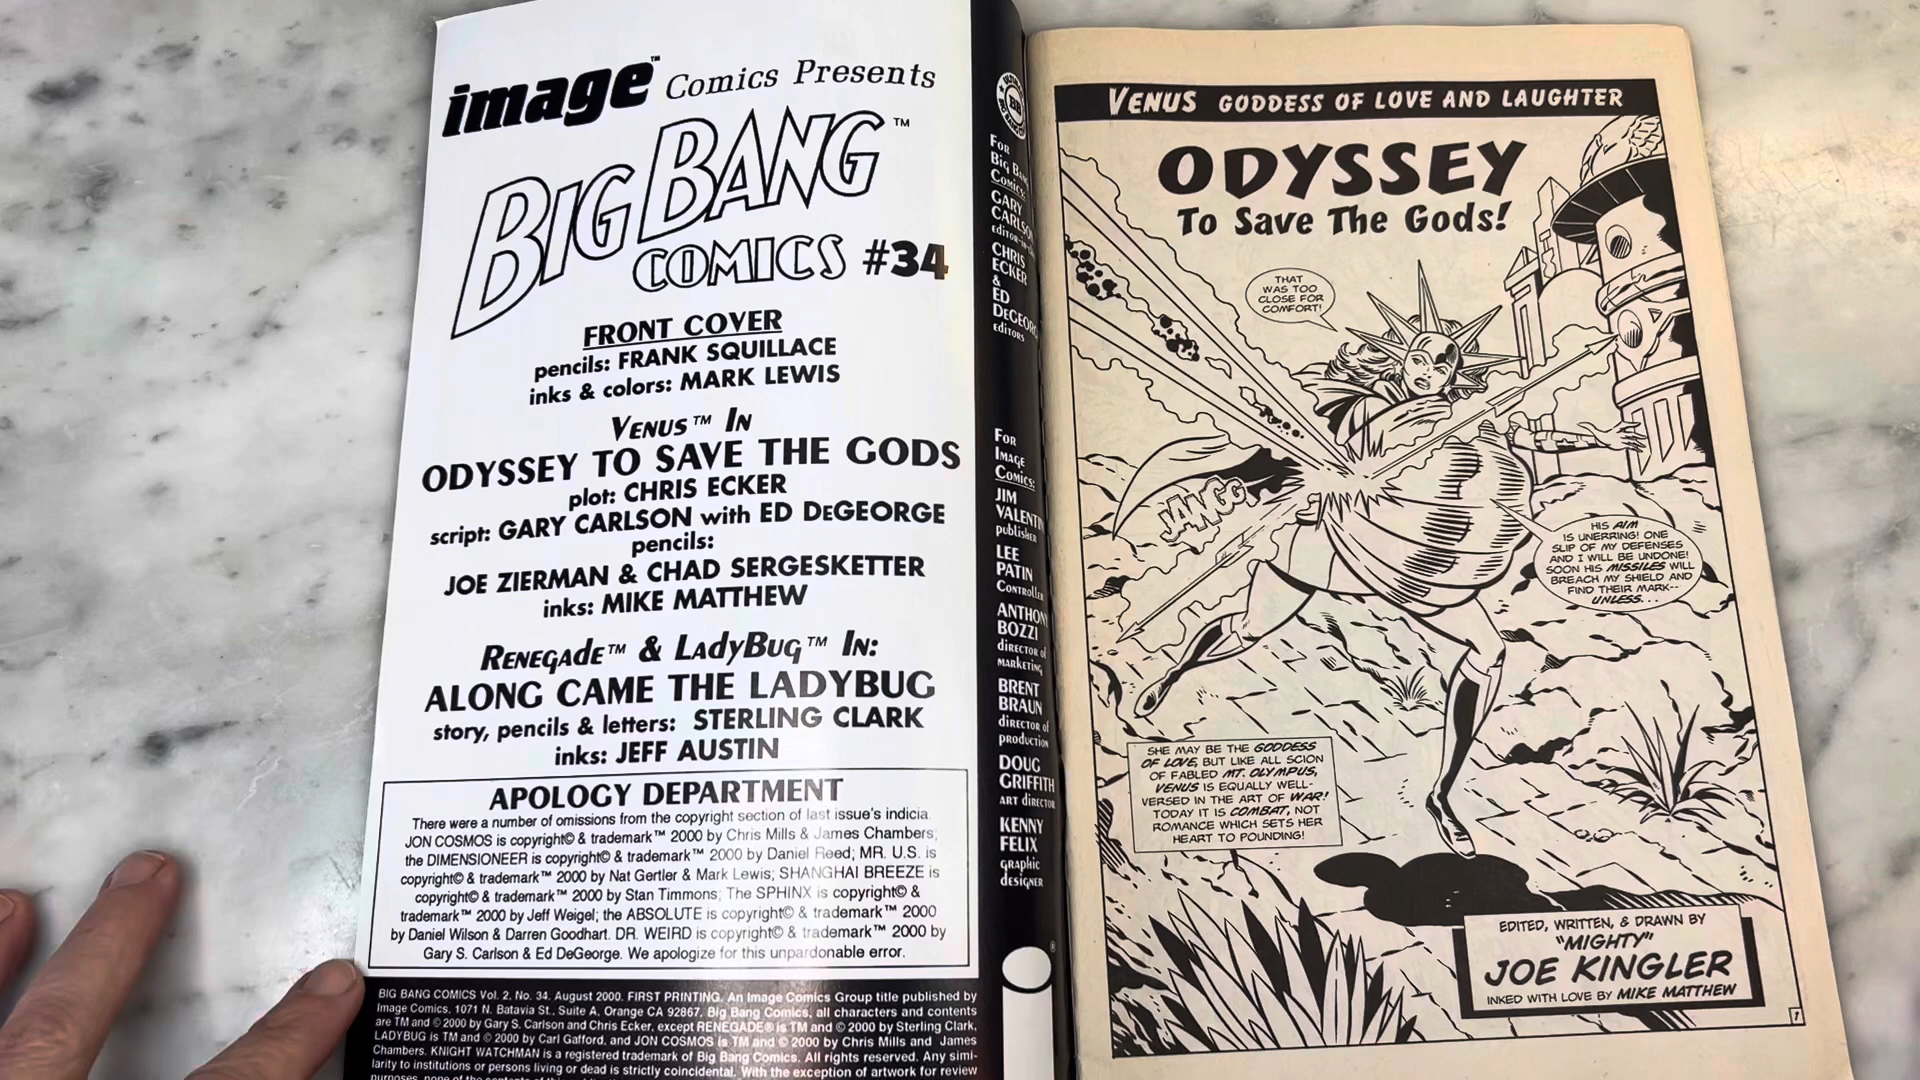 image™ Comics Presents
BIG BANG™
COMICS #34
FRONT COVER
pencils: FRANK SQUILLACE
inks & colors: MARK LEWIS
VENUS™ IN
ODYSSEY TO SAVE THE GODS
plot: CHRIS ECKER
script: GARY CARLSON with ED DEGEORGE
pencils:
JOE ZIERMAN & CHAD SERGESKETTER
inks: MIKE MATTHEW
RENEGADE™ & LADYBUG™ IN:
ALONG CAME THE LADYBUG
story, pencils & letters: STERLING CLARK
inks: JEFF AUSTIN
APOLOGY DEPARTMENT
There were a number of omissions from the copyright section of last issue's indicia.
JON COSMOS is copyright© & trademark™ 2000 by Chris Mills & James Chambers;
the DIMENSIONEER is copyright© & trademark™ 2000 by Daniel Reed; MR. U.S. is
copyright© & trademark™ 2000 by Nat Gertler & Mark Lewis; SHANGHAI BREEZE is
copyright© & trademark™ 2000 by Stan Timmons; The SPHINX is copyright© &
trademark™ 2000 by Jeff Weigel; the ABSOLUTE is copyright© & trademark™ 2000
by Daniel Wilson & Darren Goodhart. DR. WEIRD is copyright© & trademark™ 2000 by
Gary S. Carlson & Ed DeGeorge. We apologize for this unpardonable error.
BIG BANG COMICS Vol. 2, No. 34. August 2000. FIRST PRINTING. An Image Comics Group title published by
Image Comics, 1071 N. Batavia St., Suite A, Orange CA 92867. Big Bang Comics, all characters and contents
are TM and © 2000 by Gary S. Carlson and Chris Ecker, except RENEGADE® is TM and © 2000 by Sterling Clark,
LADYBUG is TM and © 2000 by Carl Gafford, and JON COSMOS is TM and © 2000 by Chris Mills and James
Chambers. KNIGHT WATCHMAN is a registered trademark of Big Bang Comics. All rights reserved. Any simi-
larity to institutions or persons living or dead is strictly coincidental. With the exception of artwork for review
BB
FOR
BIG BANG
COMICS:
GARY
CARLSON
CHRIS
ECKER
&
ED
DEGEORGE
EDITORS
FOR
IMAGE
COMICS:
JIM
VALENTINO
publisher
LEE
PATIN
CONTROLLER
ANTHONY
BOZZI
director of
MARKETING
BRENT
BRAUN
director of
production
DOUG
GRIFFITH
ART DIRECTOR
KENNY
FELIX
GRAPHIC
designer
®
VENUS GODDESS OF LOVE AND LAUGHTER
ODYSSEY
To Save The Gods!
THAT
WAS TOO
CLOSE FOR
COMFORT!
JANGG
HIS AIM
IS UNERRING! ONE
SLIP OF MY DEFENSES
AND I WILL BE UNDONE!
SOON HIS MISSILES WILL
BREACH MY SHIELD AND
FIND THEIR MARK--
UNLESS...
SHE MAY BE THE GODDESS
OF LOVE, BUT LIKE ALL SCION
OF FABLED MT. OLYMPUS,
VENUS IS EQUALLY WELL-
VERSED IN THE ART OF WAR!
TODAY IT IS COMBAT, NOT
ROMANCE WHICH SETS HER
HEART TO POUNDING!
EDITED, WRITTEN, & DRAWN BY
"MIGHTY"
JOE KINGLER
INKED WITH LOVE BY MIKE MATTHEW
1